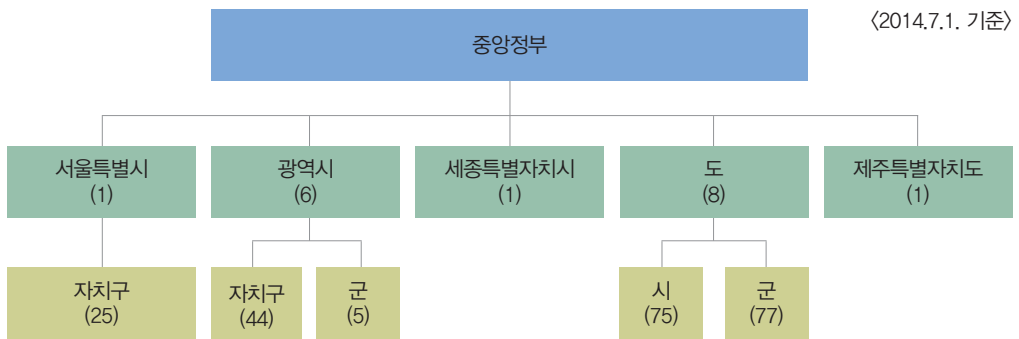 〈2014.7.1. 기준〉
중앙정부
서울특별시
(1)
광역시
(6)
세종특별자치시
(1)
도
(8)
제주특별자치도
(1)
자치구
(25)
자치구
(44)
군
(5)
시
(75)
군
(77)